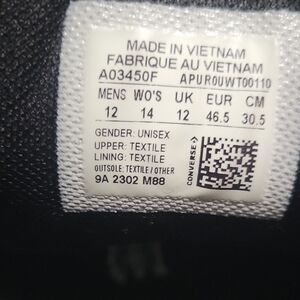 MADE IN VIETNAM
FABRIQUE AU VIETNAM
A03450F APUR0UWT00110
MENS WO'S UK EUR CM
12 14 12 46.5 30.5
GENDER: UNISEX
UPPER: TEXTILE
LINING: TEXTILE
OUTSOLE: TEXTILE / OTHER
9A 2302 M88
CONVERSE